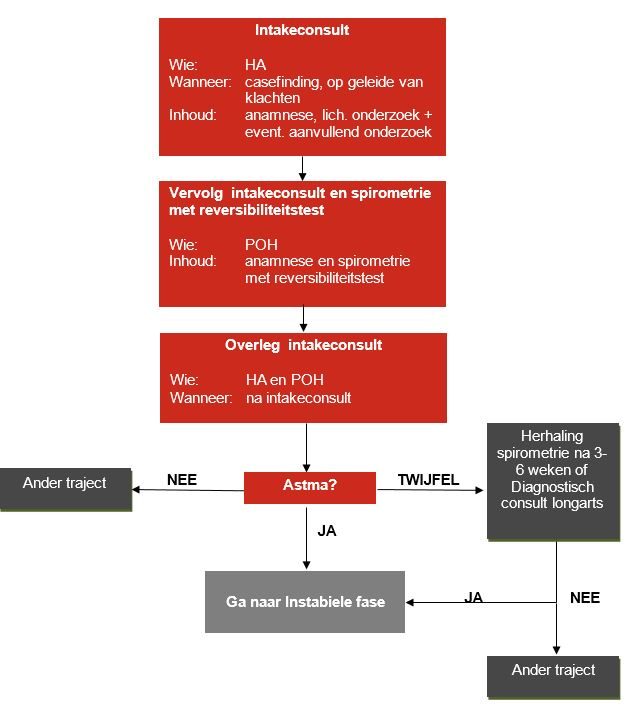 Intakeconsult
Wie: HA
Wanneer: casefinding, op geleide van
klachten
Inhoud: anamnese, lich. onderzoek +
event. aanvullend onderzoek
Vervolg intakeconsult en spirometrie
met reversibiliteitstest
Wie: POH
Inhoud: anamnese en spirometrie
met reversibiliteitstest
Overleg intakeconsult
Wie: HA en POH
Wanneer: na intakeconsult
Herhaling
spirometrie na 3-
6 weken of
Diagnostisch
consult longarts
Ander traject
NEE
Astma?
TWIJFEL
JA
Ga naar Instabiele fase
JA
NEE
Ander traject